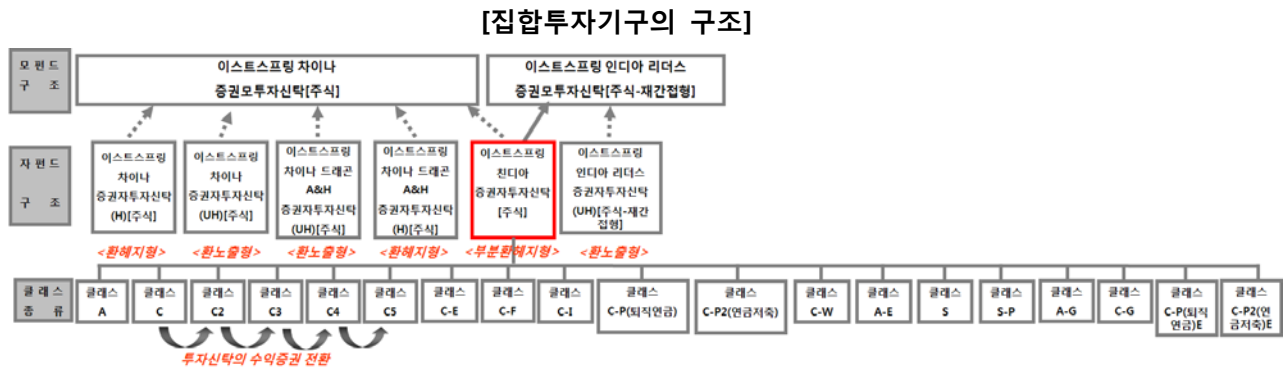 [집합투자기구의 구조]
모 펀 드
구 조
이스트스프링 차이나
증권모투자신탁[주식]
이스트스프링 인디아 리더스
증권모투자신탁[주식-재간접형]
자 펀 드
구 조
이스트스프링
차이나
증권자투자신탁
(H)[주식]
이스트스프링
차이나
증권자투자신탁
(UH)[주식]
이스트스프링
차이나 드래곤
A&H
증권자투자신탁
(UH)[주식]
이스트스프링
차이나 드래곤
A&H
증권자투자신탁
(H)[주식]
이스트스프링
친디아
증권자투자신탁
[주식]
이스트스프링
인디아 리더스
증권자투자신탁
(UH)[주식-재간
접형]
<환헤지형>
<환노출형>
<환노출형>
<환헤지형>
<부분환헤지형>
<환노출형>
클 래 스
종 류
클래스
A
클래스
C
클래스
C2
클래스
C3
클래스
C4
클래스
C5
클래스
C-E
클래스
C-F
클래스
C-I
클래스
C-P(퇴직연금)
클래스
C-P2(연금저축)
클래스
C-W
클래스
A-E
클래스
S
클래스
S-P
클래스
A-G
클래스
C-G
클래스
C-P(퇴직
연금)E
클래스
C-P2(연
금저축)E
투자신탁의 수익증권 전환